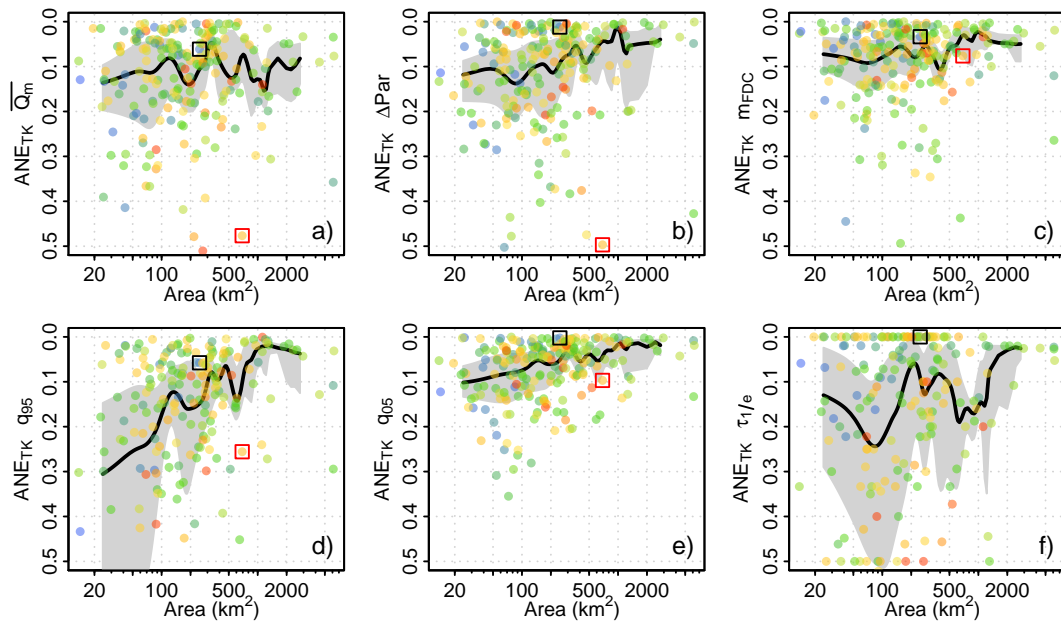 0.0 0.1 0.2 0.3 0.4 0.5
ANE_TK \overline{Q_m}
a)
20 100 500 2000
Area (km²)
0.0 0.1 0.2 0.3 0.4 0.5
ANE_TK ΔPar
b)
20 100 500 2000
Area (km²)
0.0 0.1 0.2 0.3 0.4 0.5
ANE_TK m_FDC
c)
20 100 500 2000
Area (km²)
0.0 0.1 0.2 0.3 0.4 0.5
ANE_TK q_95
d)
20 100 500 2000
Area (km²)
0.0 0.1 0.2 0.3 0.4 0.5
ANE_TK q_05
e)
20 100 500 2000
Area (km²)
0.0 0.1 0.2 0.3 0.4 0.5
ANE_TK τ_1/e
f)
20 100 500 2000
Area (km²)